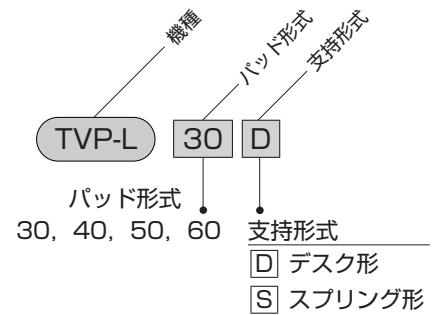 機種
パッド形式
支持形式
TVP-L 30 D
パッド形式
30, 40, 50, 60
支持形式
D デスク形
S スプリング形